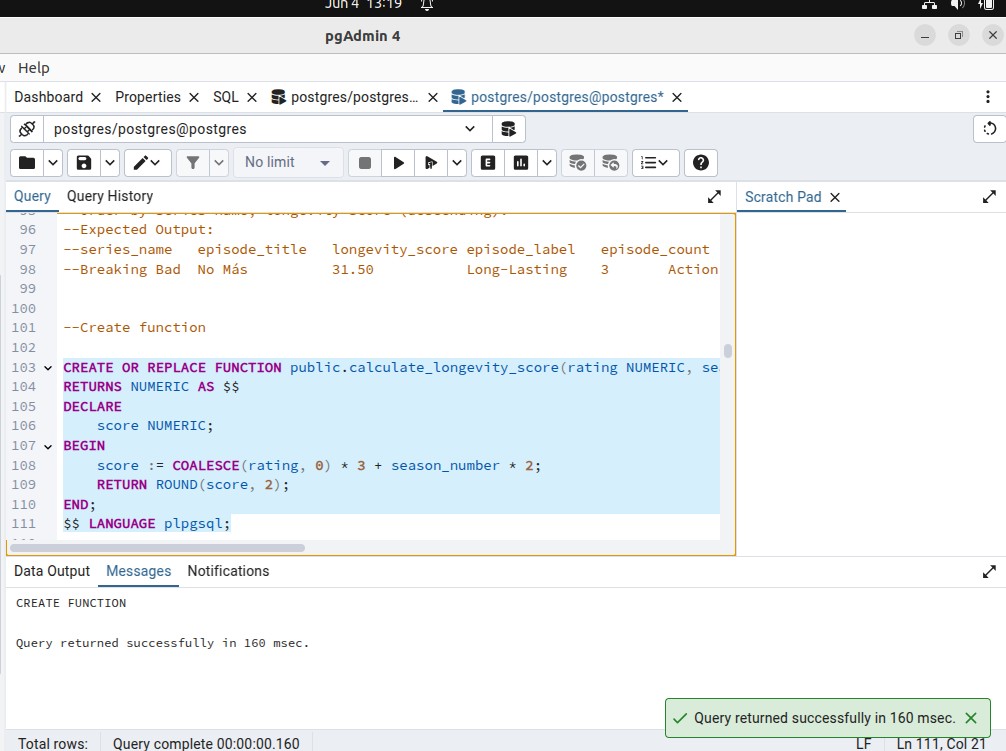 Jun 4 13:19
pgAdmin 4
Help
Dashboard Properties SQL postgres/postgres... postgres/postgres@postgres*
postgres/postgres@postgres
No limit
E
Query Query History Scratch Pad
96 --Expected Output:
97 --series_name episode_title longevity_score episode_label episode_count
98 --Breaking Bad No Más 31.50 Long-Lasting 3 Action
99
100
101 --Create function
102
103 CREATE OR REPLACE FUNCTION public.calculate_longevity_score(rating NUMERIC, se
104 RETURNS NUMERIC AS $$
105 DECLARE
106 score NUMERIC;
107 BEGIN
108 score := COALESCE(rating, 0) * 3 + season_number * 2;
109 RETURN ROUND(score, 2);
110 END;
111 $$ LANGUAGE plpgsql;
Data Output Messages Notifications
CREATE FUNCTION
Query returned successfully in 160 msec.
Query returned successfully in 160 msec.
Total rows: Query complete 00:00:00.160 LF Ln 111, Col 21